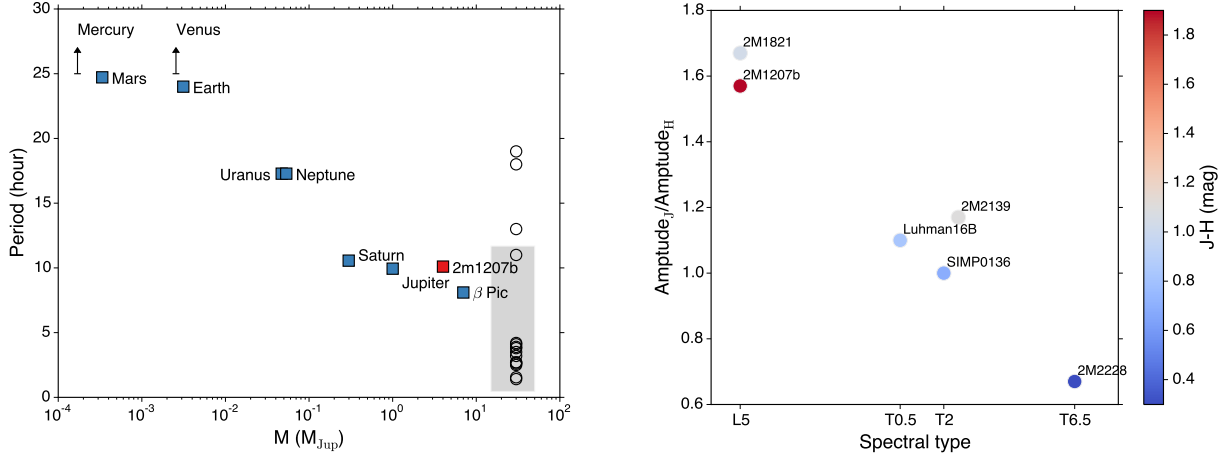 30
25
20
15
10
5
0
Period (hour)
Mercury
Venus
Mars
Earth
Uranus
Neptune
Saturn
Jupiter
2m1207b
β Pic
10^-4
10^-3
10^-2
10^-1
10^0
10^1
10^2
M (M_Jup)
1.8
1.6
1.4
1.2
1.0
0.8
0.6
Amptude_J/Amptude_H
2M1821
2M1207b
2M2139
Luhman16B
SIMP0136
2M2228
L5
T0.5
T2
T6.5
Spectral type
1.8
1.6
1.4
1.2
1.0
0.8
0.6
0.4
J-H (mag)